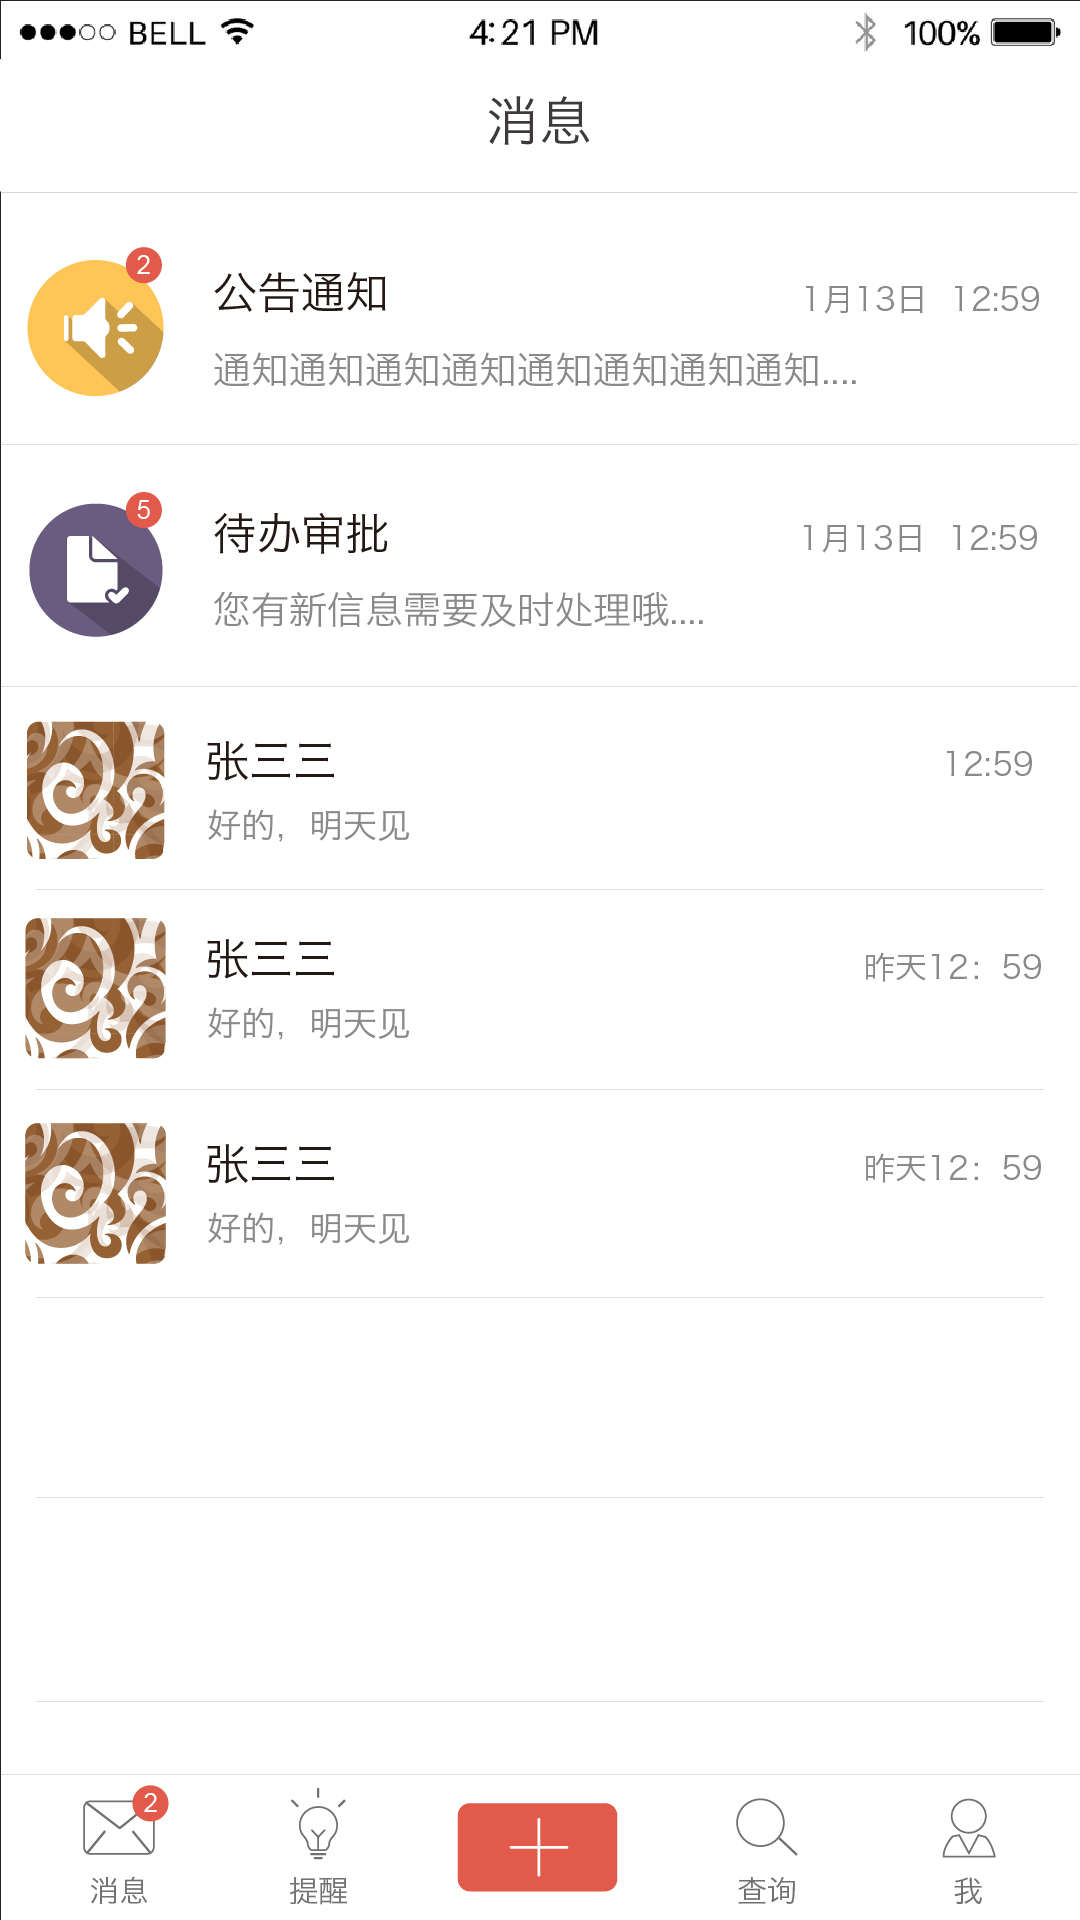 BELL 4:21 PM 100%
消息
2
公告通知 1月13日 12:59
通知通知通知通知通知通知通知通知....
5
待办审批 1月13日 12:59
您有新信息需要及时处理哦....
张三三 12:59
好的，明天见
张三三 昨天12：59
好的，明天见
张三三 昨天12：59
好的，明天见
2
消息 提醒 查询 我